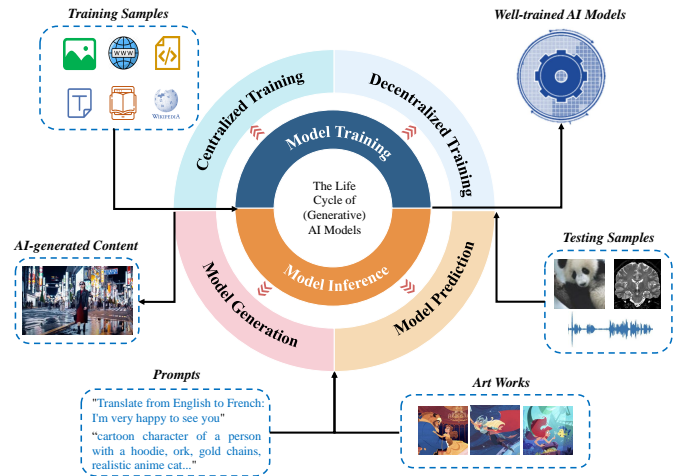 Training Samples
WWW
</>
T
WIKIPEDIA
Well-trained AI Models
Centralized Training
Decentralized Training
Model Training
The Life
Cycle of
(Generative)
AI Models
Model Inference
Model Generation
Model Prediction
AI-generated Content
Testing Samples
Prompts
"Translate from English to French:
I'm very happy to see you"
“cartoon character of a person
with a hoodie, ork, gold chains,
realistic anime cat..."
Art Works